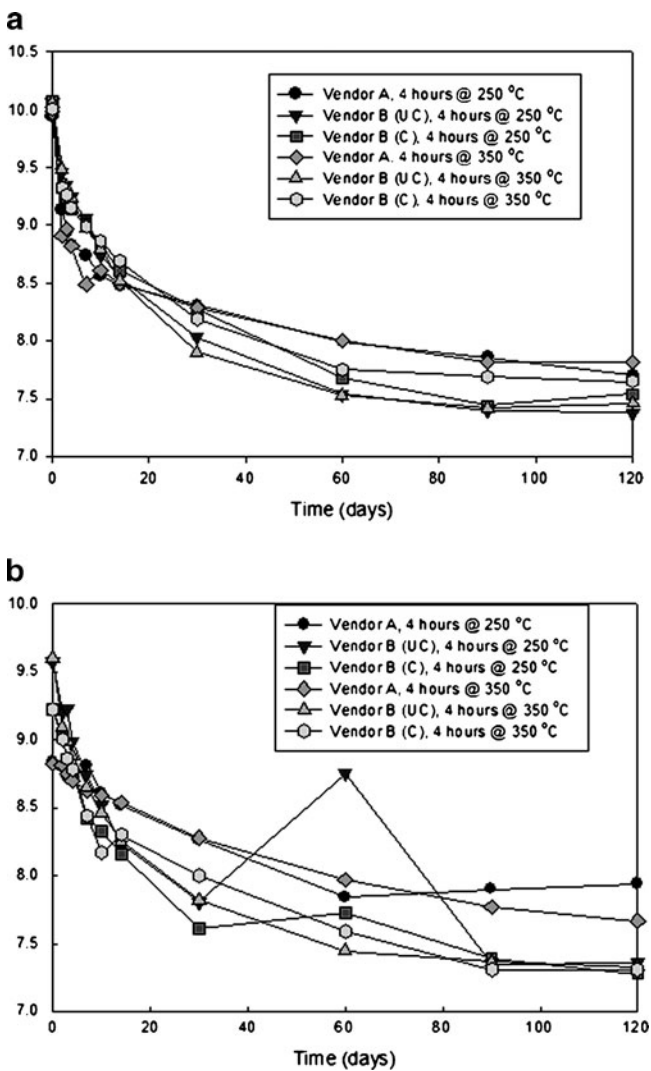 a
10.5
10.0
9.5
9.0
8.5
8.0
7.5
7.0
Vendor A, 4 hours @ 250 °C
Vendor B (UC), 4 hours @ 250 °C
Vendor B (C), 4 hours @ 250 °C
Vendor A. 4 hours @ 350 °C
Vendor B (UC), 4 hours @ 350 °C
Vendor B (C), 4 hours @ 350 °C
0 20 40 60 80 100 120
Time (days)
b
10.0
9.5
9.0
8.5
8.0
7.5
7.0
Vendor A, 4 hours @ 250 °C
Vendor B (UC), 4 hours @ 250 °C
Vendor B (C), 4 hours @ 250 °C
Vendor A, 4 hours @ 350 °C
Vendor B (UC), 4 hours @ 350 °C
Vendor B (C), 4 hours @ 350 °C
0 20 40 60 80 100 120
Time (days)